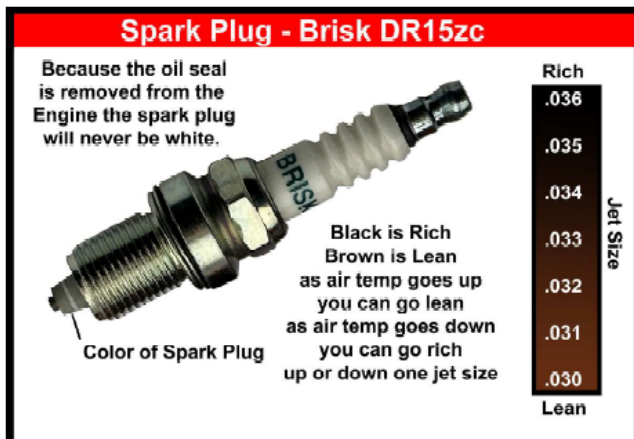 Spark Plug - Brisk DR15zc
Because the oil seal
is removed from the
Engine the spark plug
will never be white.
BRISK
Black is Rich
Brown is Lean
as air temp goes up
you can go lean
as air temp goes down
you can go rich
up or down one jet size
Color of Spark Plug
Rich
.036
.035
.034
.033
.032
.031
.030
Lean
Jet Size